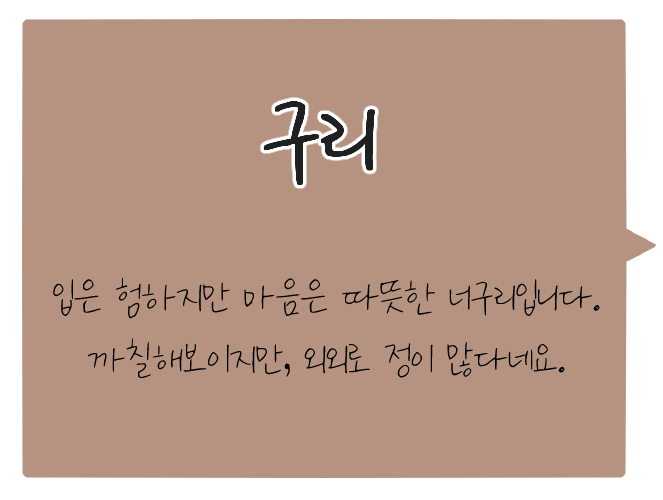 구리
입은 험하지만 마음은 따뜻한 너구리입니다.
까칠해보이지만, 외외로 정이 많다네요.